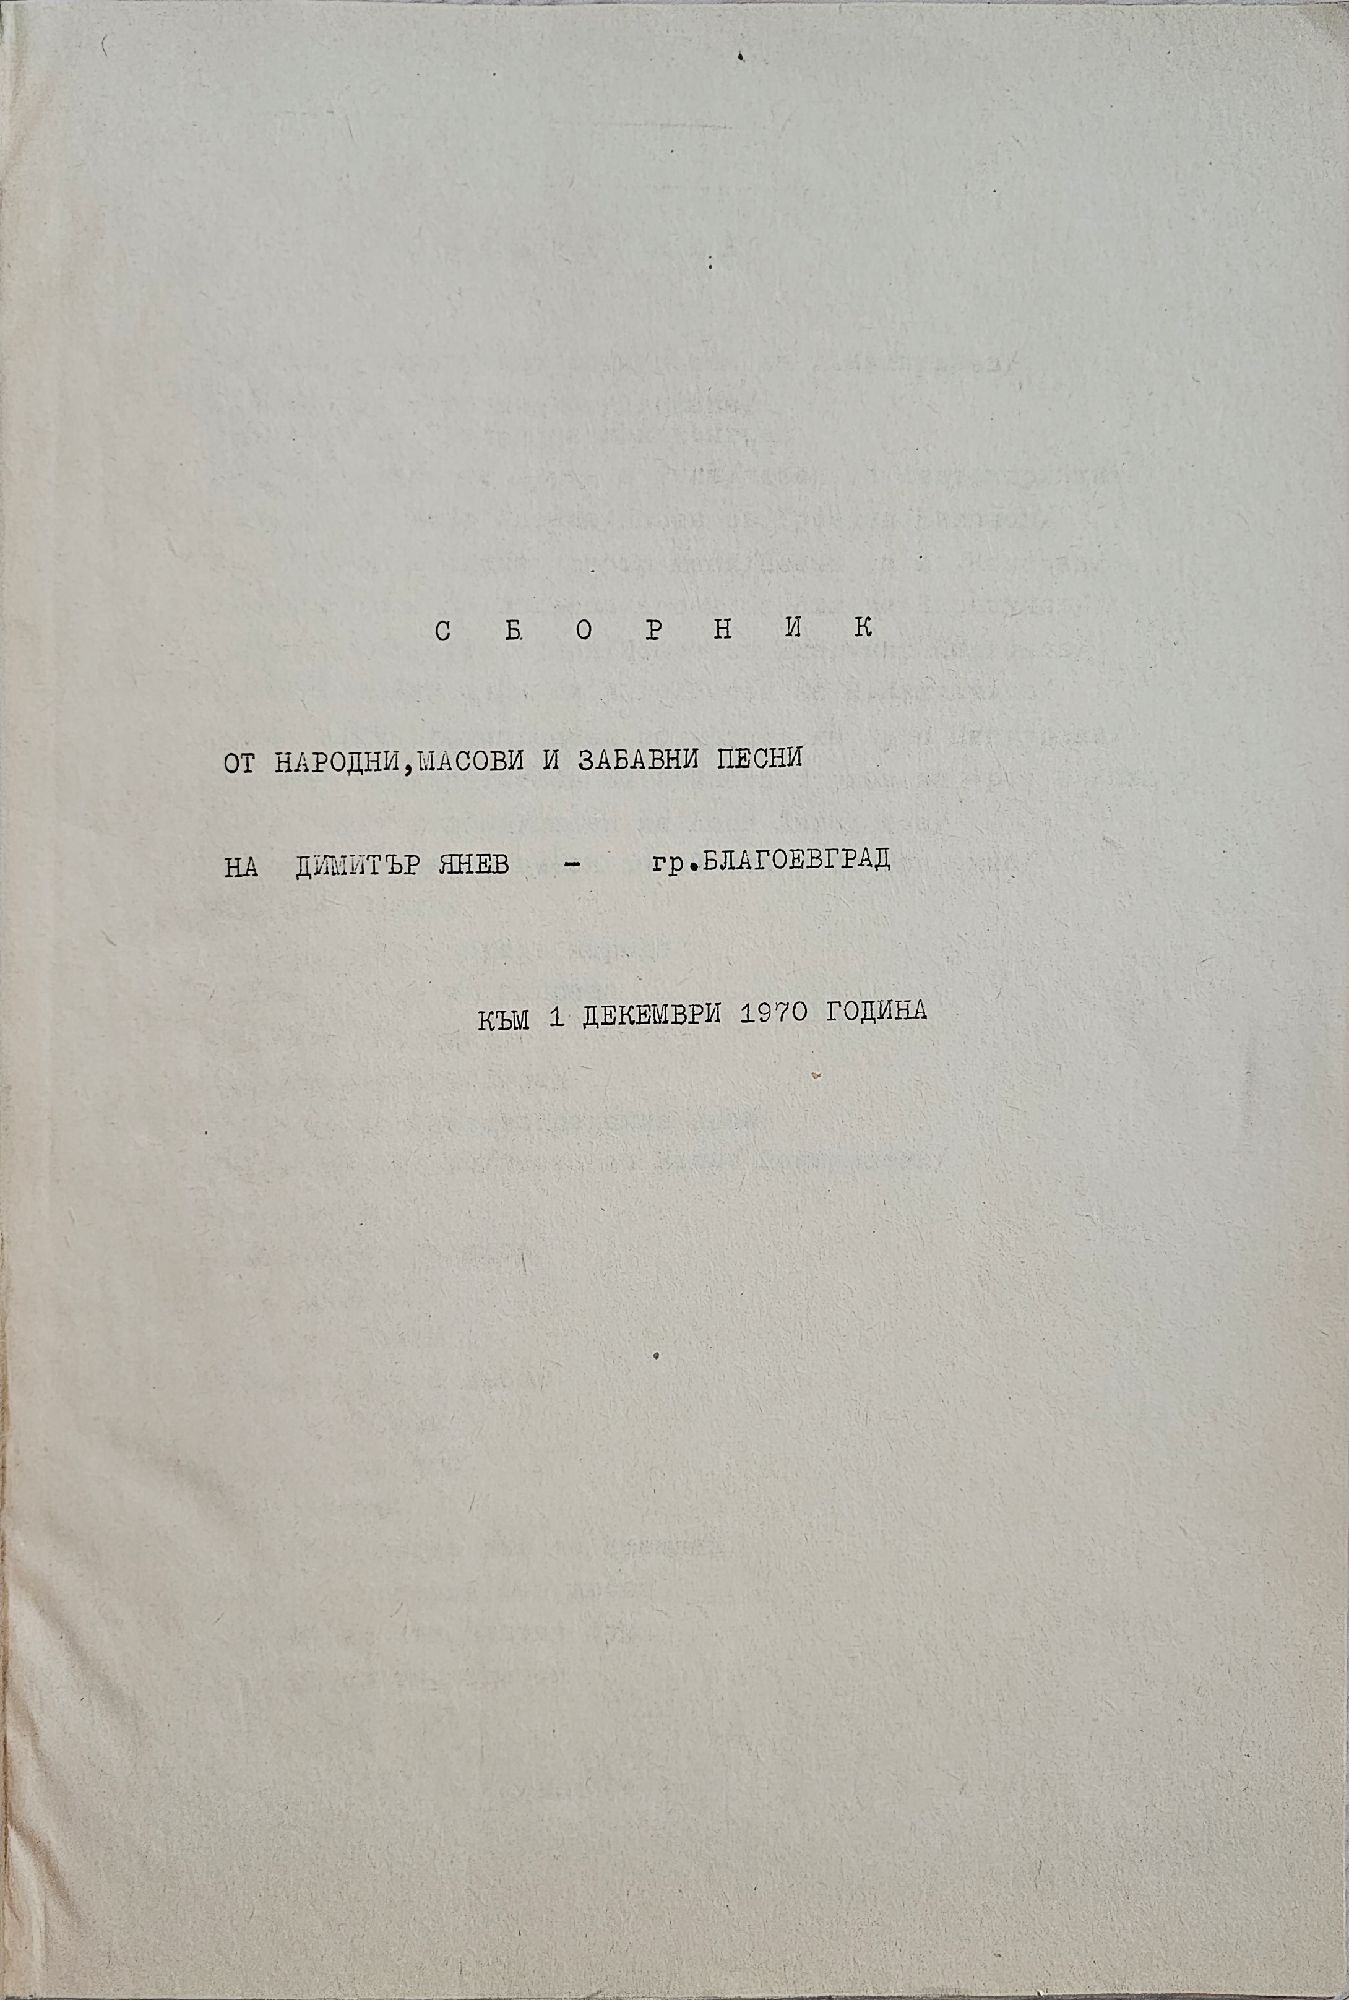 С Б О Р Н И К
ОТ НАРОДНИ,МАСОВИ И ЗАБАВНИ ПЕСНИ
НА ДИМИТЪР ЯНЕВ - гр.БЛАГОЕВГРАД
КЪМ 1 ДЕКЕМВРИ 1970 ГОДИНА